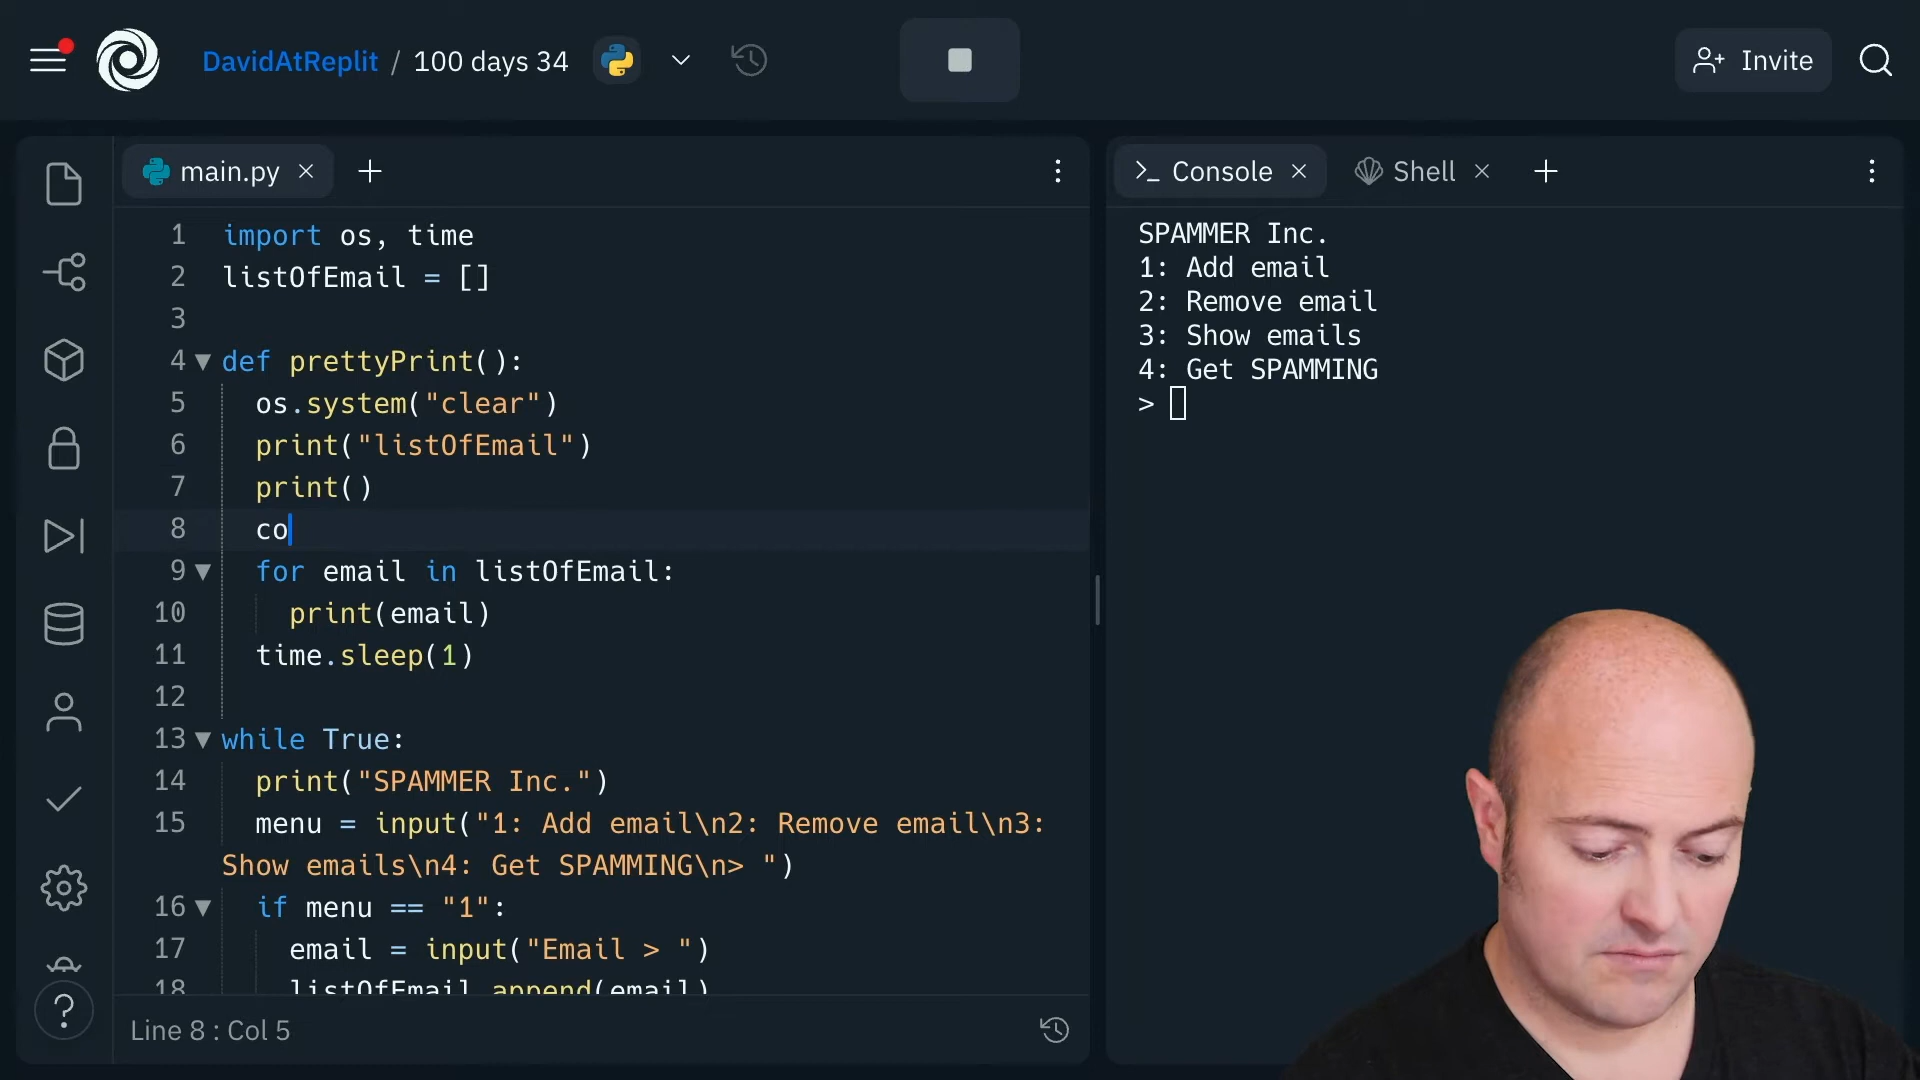 DavidAtReplit / 100 days 34
Invite
main.py
Console
Shell
1 import os, time
2 listOfEmail = []
3
4 def prettyPrint():
5 os.system("clear")
6 print("listOfEmail")
7 print()
8 co
9 for email in listOfEmail:
10 print(email)
11 time.sleep(1)
12
13 while True:
14 print("SPAMMER Inc.")
15 menu = input("1: Add email\n2: Remove email\n3:
Show emails\n4: Get SPAMMING\n> ")
16 if menu == "1":
17 email = input("Email > ")
18 listOfEmail.append(email)
Line 8 : Col 5
SPAMMER Inc.
1: Add email
2: Remove email
3: Show emails
4: Get SPAMMING
>